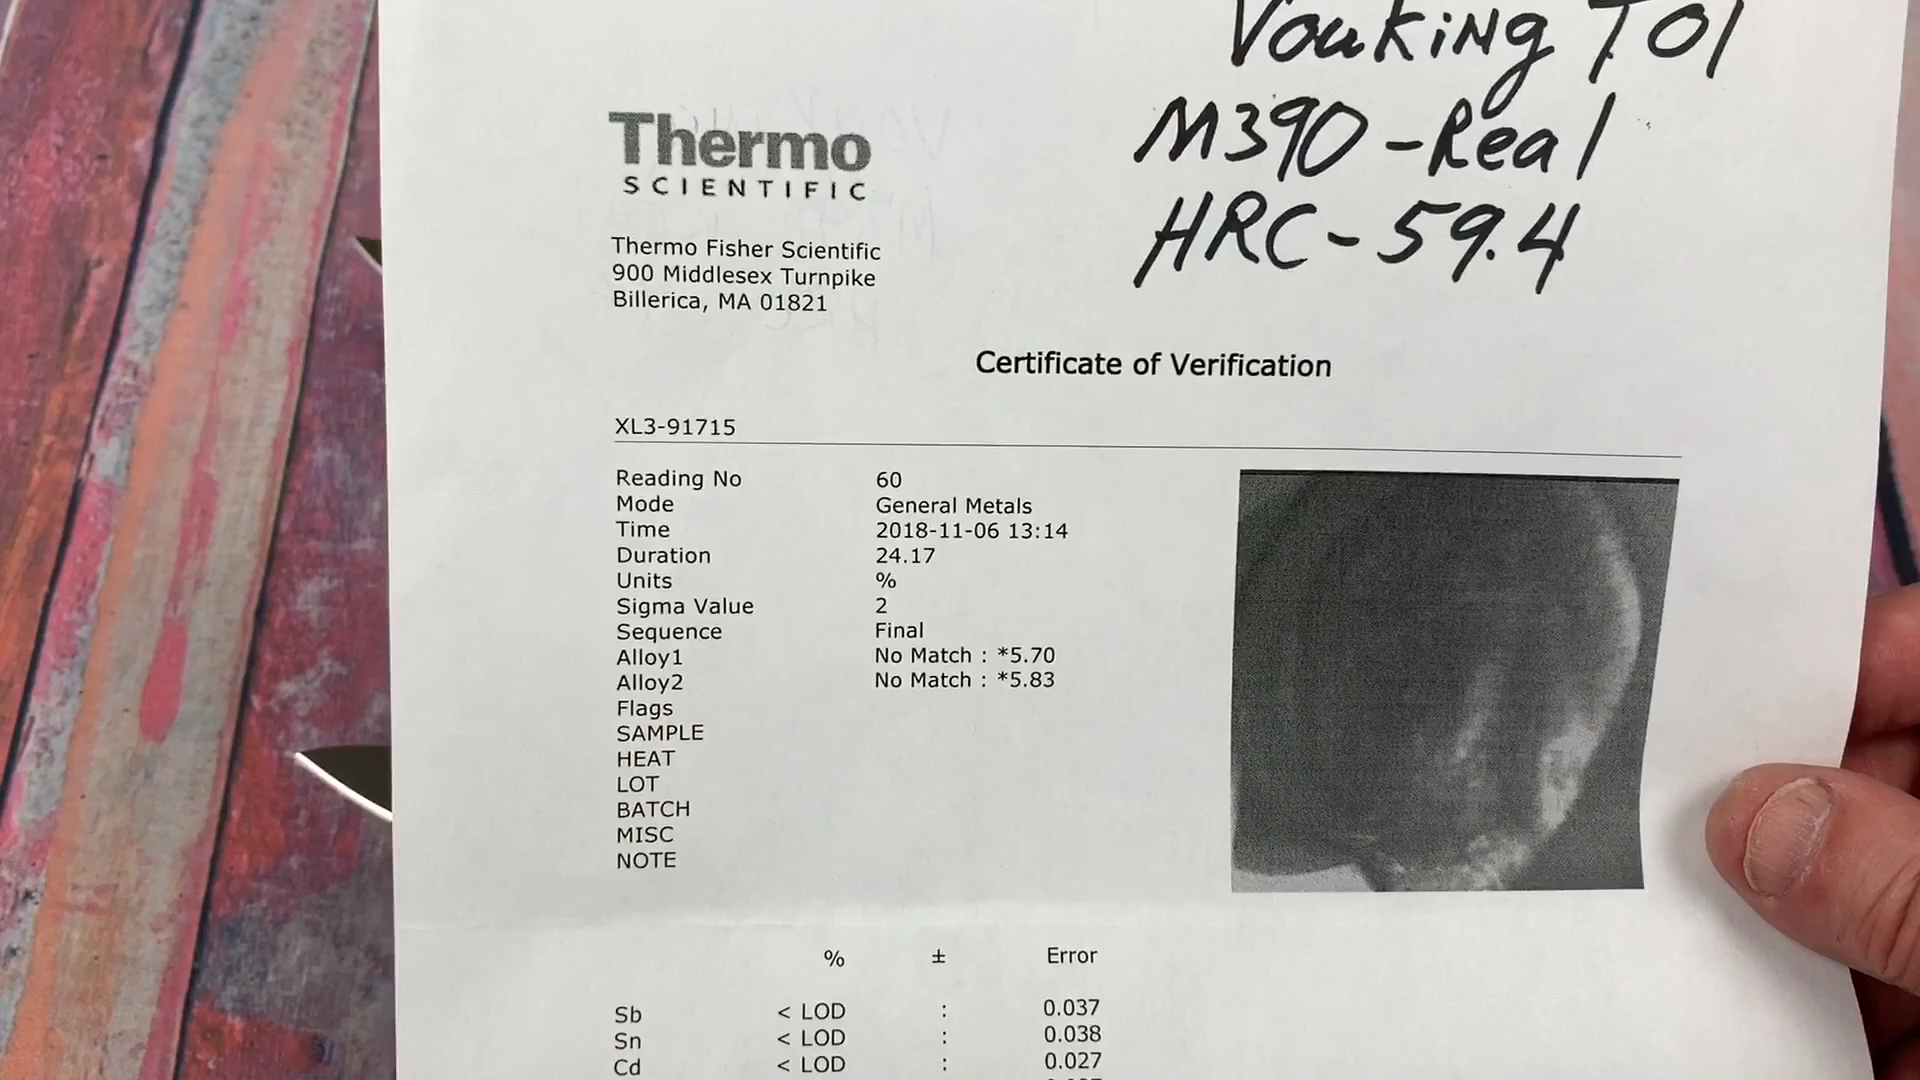 Vouking T01
M390 - Real
HRC - 59.4
Thermo
SCIENTIFIC
Thermo Fisher Scientific
900 Middlesex Turnpike
Billerica, MA 01821
Certificate of Verification
XL3-91715
Reading No 60
Mode General Metals
Time 2018-11-06 13:14
Duration 24.17
Units %
Sigma Value 2
Sequence Final
Alloy1 No Match : *5.70
Alloy2 No Match : *5.83
Flags
SAMPLE
HEAT
LOT
BATCH
MISC
NOTE
% ± Error
Sb < LOD : 0.037
Sn < LOD : 0.038
Cd < LOD : 0.027